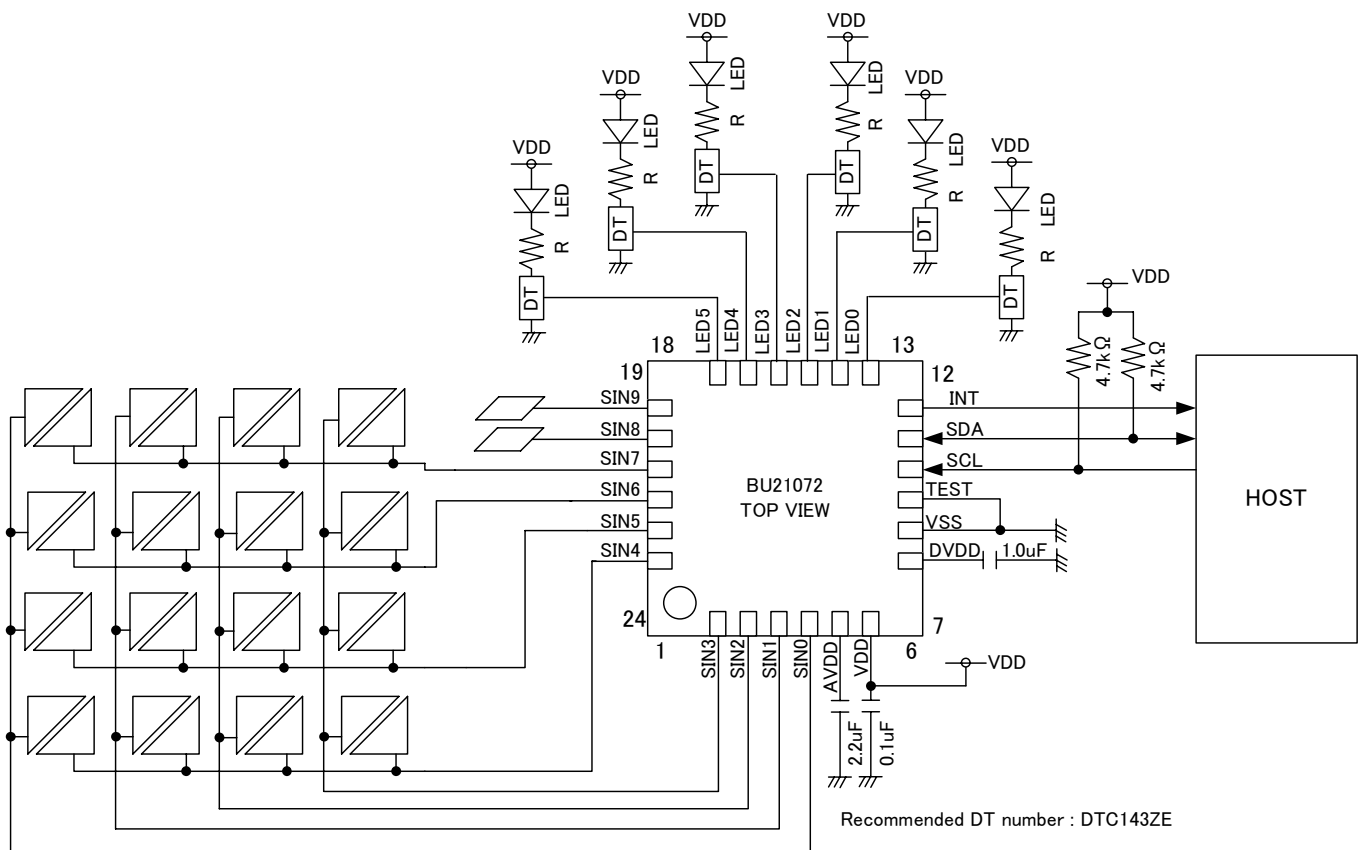 VDD
VDD
LED
LED
R
R
DT
DT
VDD
VDD
LED
LED
R
R
DT
DT
VDD
VDD
LED
LED
R
R
DT
DT
VDD
4.7kΩ
4.7kΩ
LED5
LED4
LED3
LED2
LED1
LED0
18
13
19
12
SIN9
SIN8
SIN7
SIN6
SIN5
SIN4
BU21072
TOP VIEW
INT
SDA
SCL
TEST
VSS
DVDD
1.0uF
HOST
24
7
1
6
SIN3
SIN2
SIN1
SIN0
AVDD
VDD
VDD
2.2uF
0.1uF
Recommended DT number : DTC143ZE